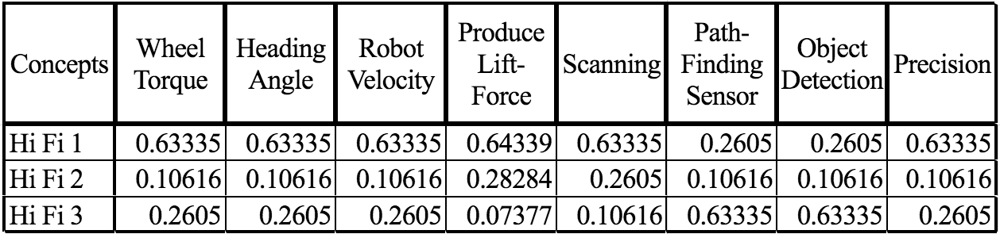 Concepts Wheel Torque Heading Angle Robot Velocity Produce Lift-Force Scanning Path-Finding Sensor Object Detection Precision
Hi Fi 1 0.63335 0.63335 0.63335 0.64339 0.63335 0.2605 0.2605 0.63335
Hi Fi 2 0.10616 0.10616 0.10616 0.28284 0.2605 0.10616 0.10616 0.10616
Hi Fi 3 0.2605 0.2605 0.2605 0.07377 0.10616 0.63335 0.63335 0.2605